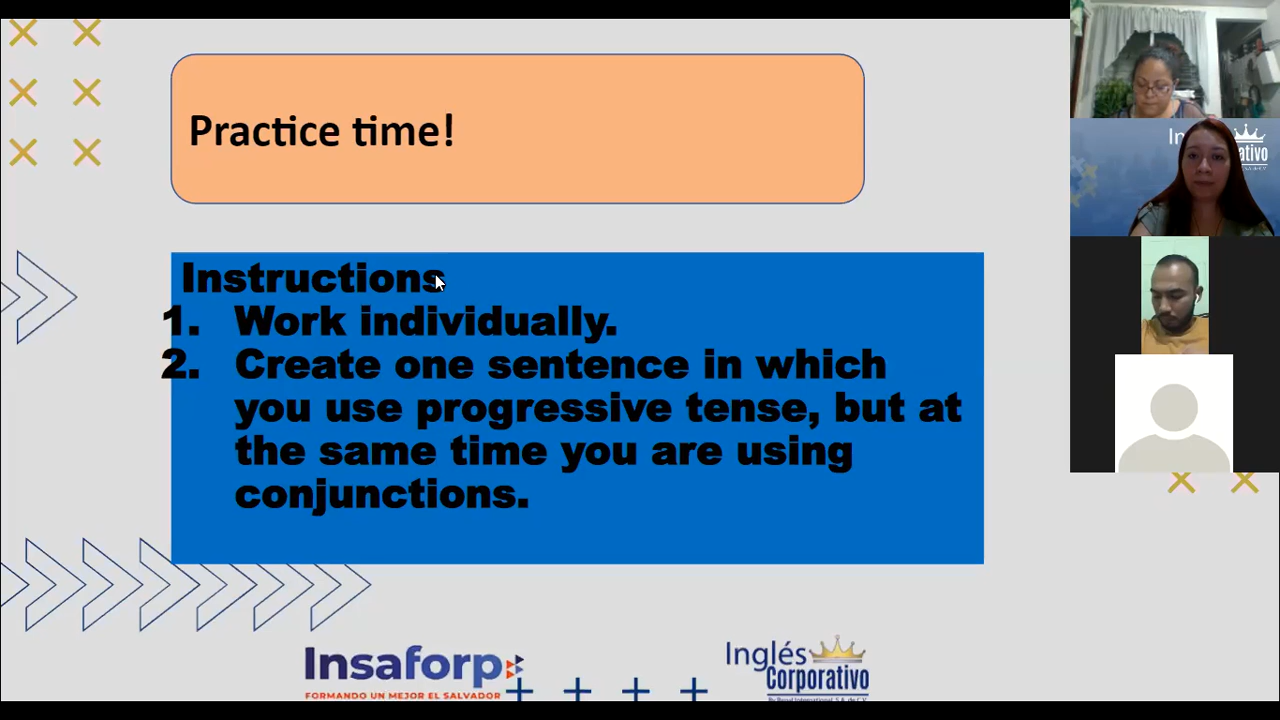 Practice time!
Instructions
1. Work individually.
2. Create one sentence in which
you use progressive tense, but at
the same time you are using
conjunctions.
Insaforp
FORMANDO UN MEJOR EL SALVADOR
Inglés
Corporativo